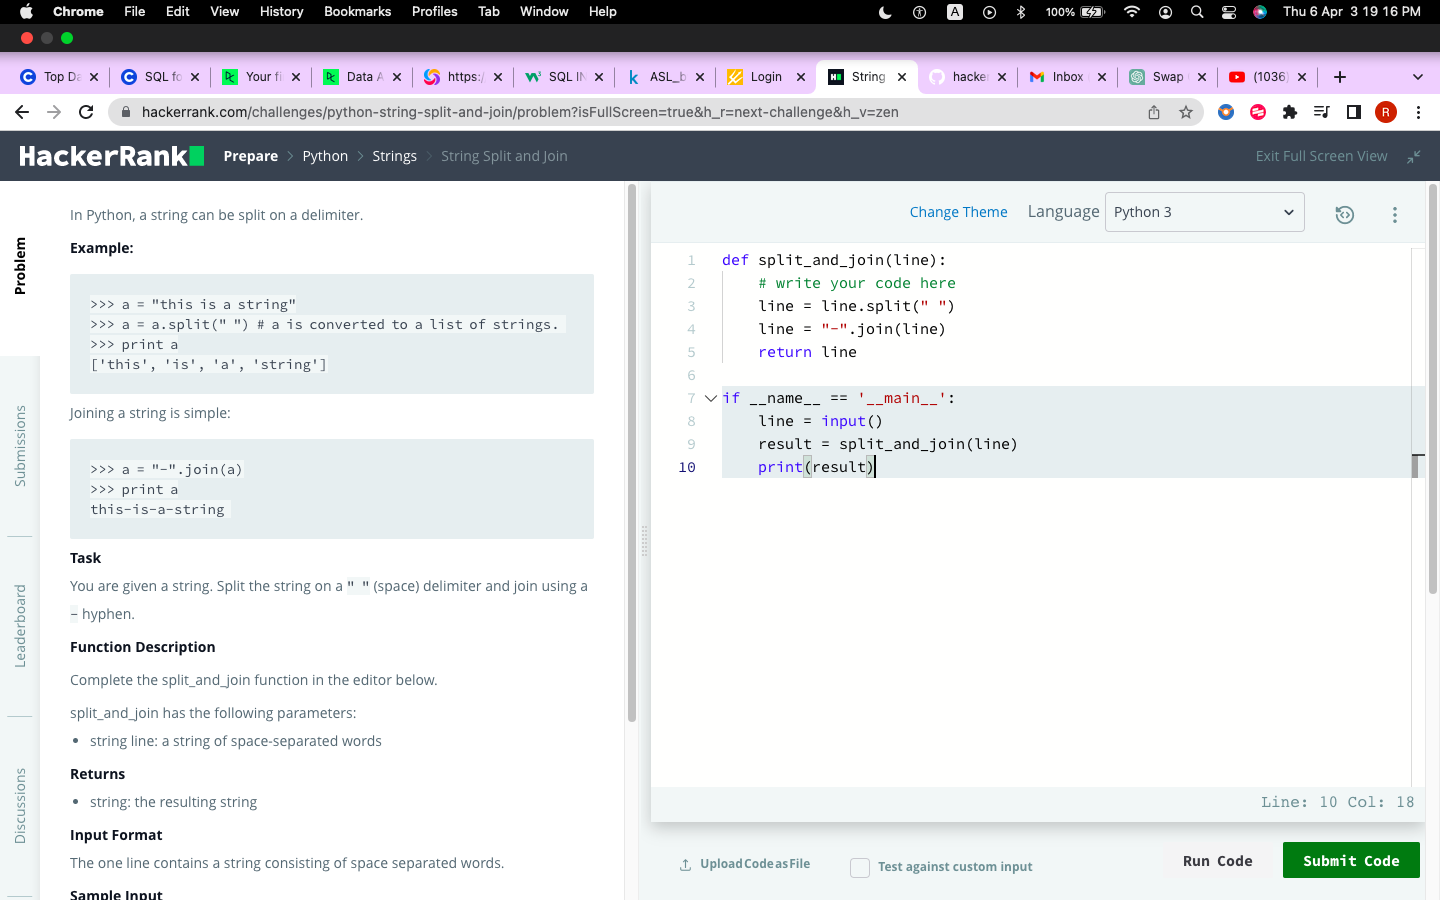 Chrome File Edit View History Bookmarks Profiles Tab Window Help A 100% Thu 6 Apr 3 19 16 PM
Top Da SQL fo Your fi Data A https:/ SQL IN ASL_b Login String hacker Inbox Swap (1036)
hackerrank.com/challenges/python-string-split-and-join/problem?isFullScreen=true&h_r=next-challenge&h_v=zen R
HackerRank Prepare Python Strings String Split and Join Exit Full Screen View
Problem
Submissions
Leaderboard
Discussions
In Python, a string can be split on a delimiter.
Example:
>>> a = "this is a string"
>>> a = a.split(" ") # a is converted to a list of strings.
>>> print a
['this', 'is', 'a', 'string']
Joining a string is simple:
>>> a = "-".join(a)
>>> print a
this-is-a-string
Task
You are given a string. Split the string on a " " (space) delimiter and join using a
- hyphen.
Function Description
Complete the split_and_join function in the editor below.
split_and_join has the following parameters:
• string line: a string of space-separated words
Returns
• string: the resulting string
Input Format
The one line contains a string consisting of space separated words.
Sample Input
Change Theme Language Python 3
1 def split_and_join(line):
2 # write your code here
3 line = line.split(" ")
4 line = "-".join(line)
5 return line
6
7 if __name__ == '__main__':
8 line = input()
9 result = split_and_join(line)
10 print(result)
Line: 10 Col: 18
Upload Code as File Test against custom input Run Code Submit Code